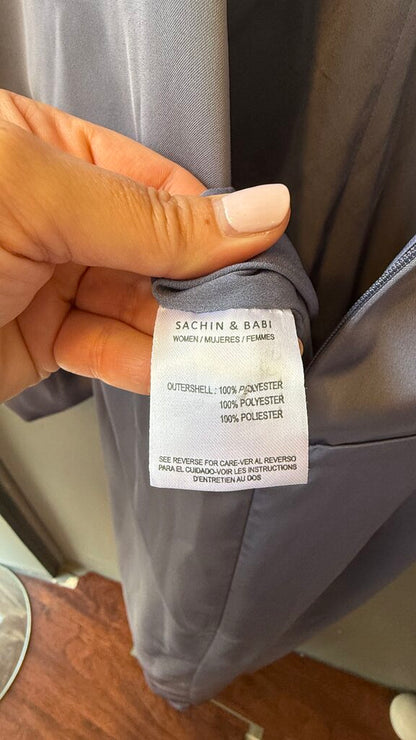 SACHIN & BABI
WOMEN / MUJERES / FEMMES
OUTERSHELL : 100% POLYESTER
100% POLYESTER
100% POLIESTER
SEE REVERSE FOR CARE-VER AL REVERSO
PARA EL CUIDADO-VOIR LES INSTRUCTIONS
D'ENTRETIEN AU DOS